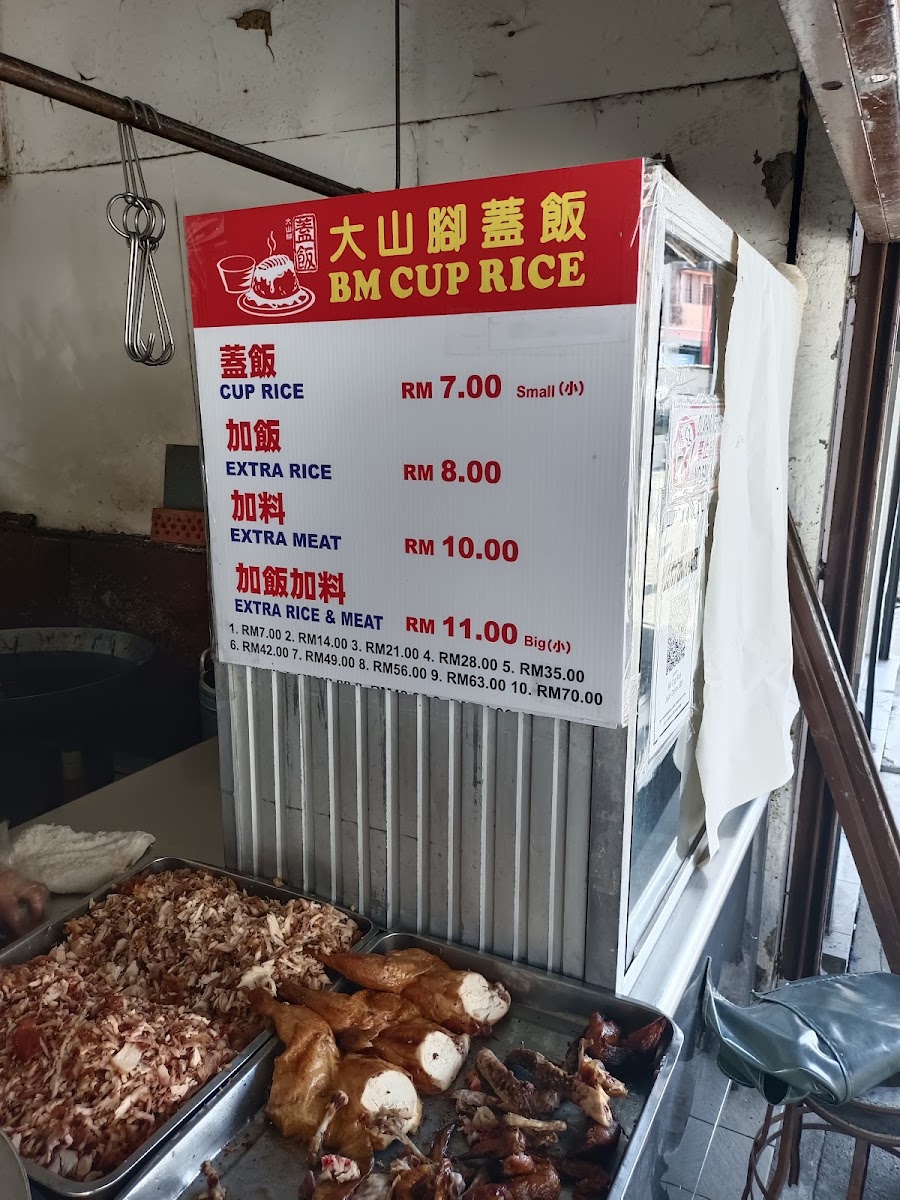 大山腳
蓋飯
大山腳蓋飯
BM CUP RICE
蓋飯
CUP RICE RM 7.00 Small (小)
加飯
EXTRA RICE RM 8.00
加料
EXTRA MEAT RM 10.00
加飯加料
EXTRA RICE & MEAT RM 11.00 Big(小)
1. RM7.00 2. RM14.00 3. RM21.00 4. RM28.00 5. RM35.00
6. RM42.00 7. RM49.00 8. RM56.00 9. RM63.00 10. RM70.00